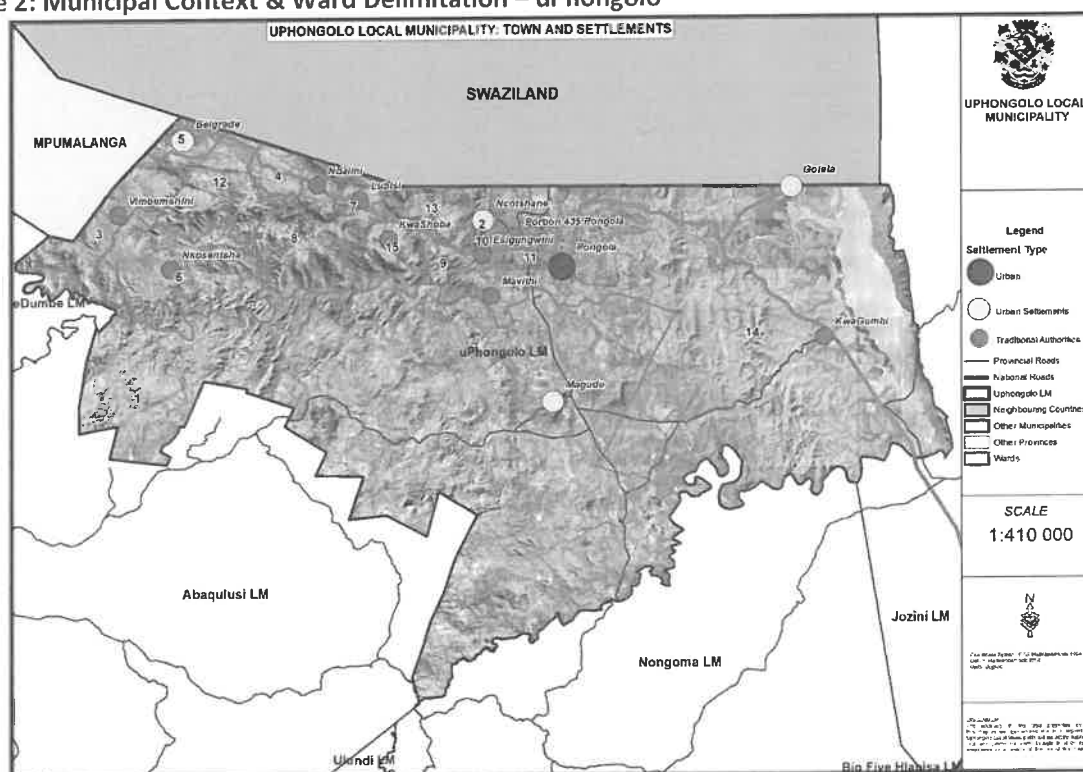 e 2: Municipal Context & Ward Delimitation – uPhongolo
UPHONGOLO LOCAL MUNICIPALITY: TOWN AND SETTLEMENTS
SWAZILAND
MPUMALANGA
Belgrade
5
Golela
12
4
Ndalini
Vimbemshini
7
13
Ncotshane
2
3
8
KwaShoba
15
10 Esigungwini
Portion 435 Pongola
Nkosentsha
6
9
11
Pongola
Mavithi
eDumbe LM
14
KwaGumbi
uPhongolo LM
1
Magudu
Abaqulusi LM
Jozini LM
Nongoma LM
Ulundi LM
Big Five Hlabisa LM
UPHONGOLO LOCAL
MUNICIPALITY
Legend
Settlement Type
Urban
Urban Settlements
Traditional Authorities
Provincial Roads
National Roads
Uphongolo LM
Neighbouring Countries
Other Municipalities
Other Provinces
Wards
SCALE
1:410 000
N